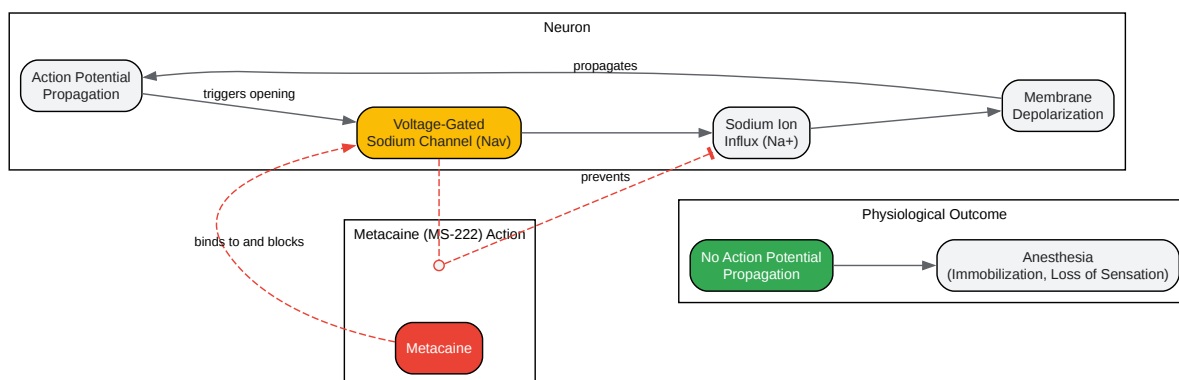 Neuron
Action Potential
Propagation
triggers opening
propagates
Voltage-Gated
Sodium Channel (Nav)
Sodium Ion
Influx (Na+)
Membrane
Depolarization
prevents
binds to and blocks
Metacaine (MS-222) Action
Metacaine
Physiological Outcome
No Action Potential
Propagation
Anesthesia
(Immobilization, Loss of Sensation)